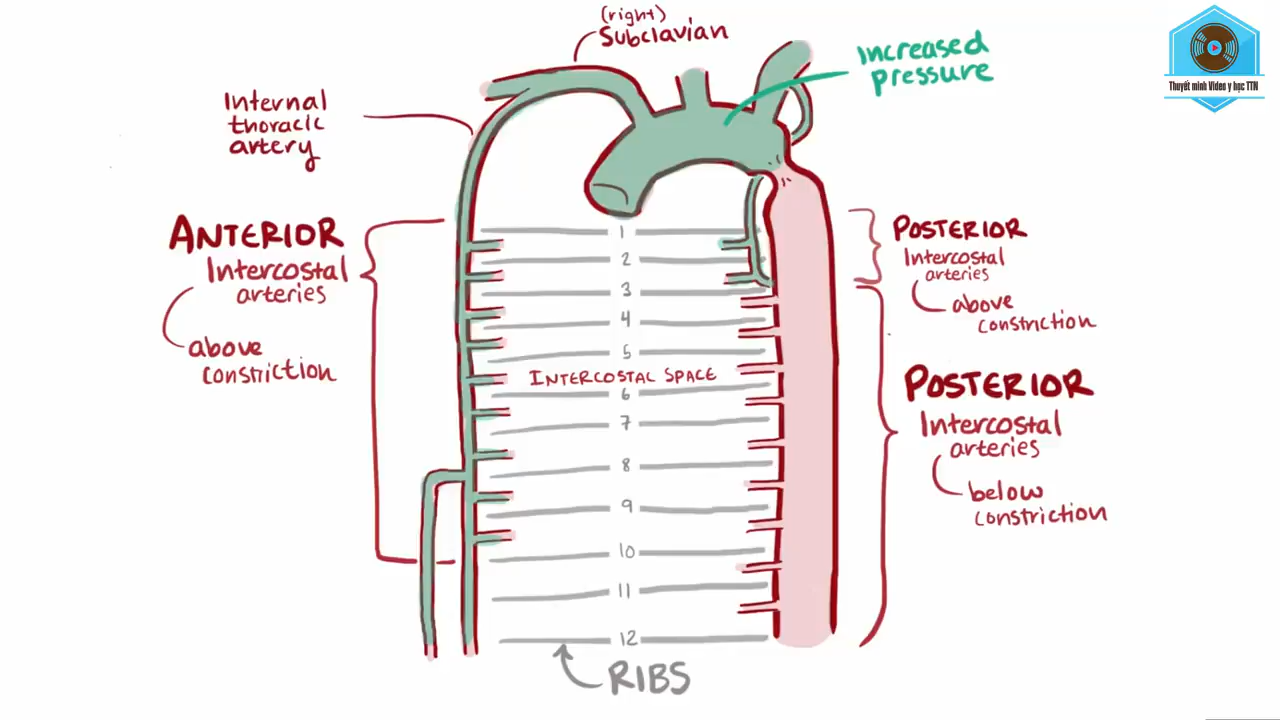 (right)
Subclavian
Increased
pressure
Thuyết minh Video y học TTN
Internal
thoracic
artery
ANTERIOR
Intercostal
arteries
above
constriction
POSTERIOR
Intercostal
arteries
above
constriction
POSTERIOR
Intercostal
arteries
below
constriction
1
2
3
4
5
INTERCOSTAL SPACE
6
7
8
9
10
11
12
RIBS